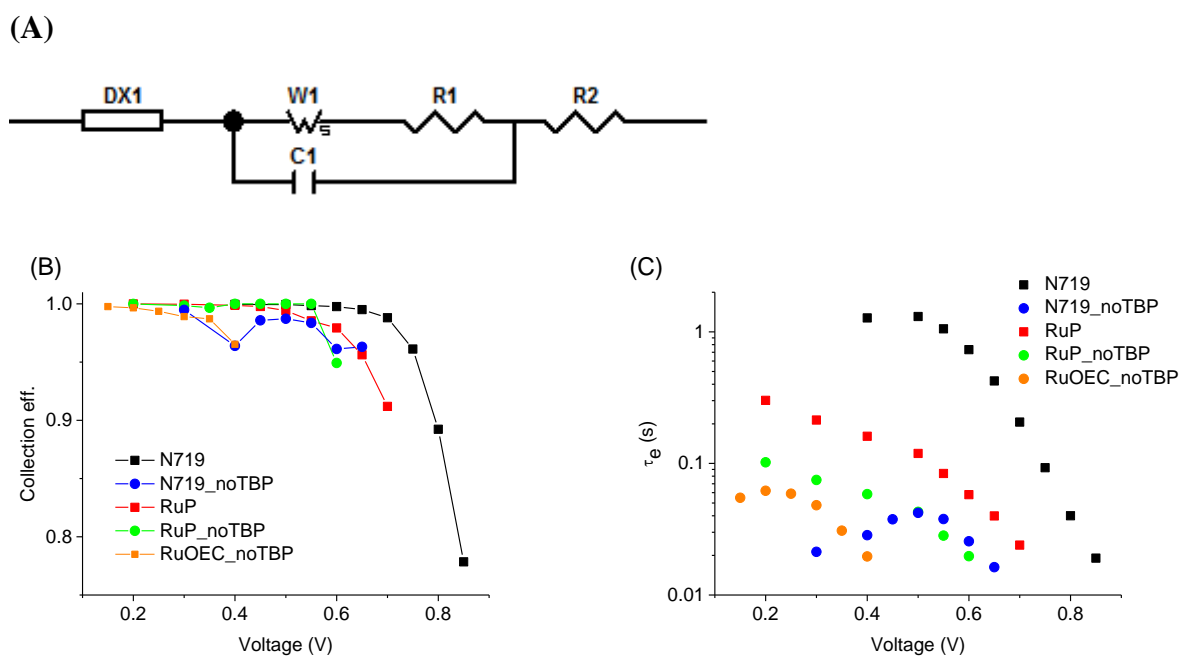 (A)
DX1
W1
R1
R2
s
C1
(B)
Collection eff.
1.0
0.9
0.8
N719
N719_noTBP
RuP
RuP_noTBP
RuOEC_noTBP
0.2 0.4 0.6 0.8
Voltage (V)
(C)
τe (s)
1
0.1
0.01
N719
N719_noTBP
RuP
RuP_noTBP
RuOEC_noTBP
0.2 0.4 0.6 0.8
Voltage (V)